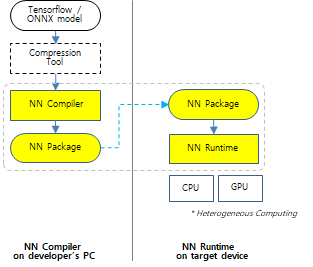 Tensorflow /
ONNX model
Compression
Tool
NN Compiler
NN Package
NN Package
NN Runtime
CPU
GPU
* Heterogeneous Computing
NN Compiler
on developer's PC
NN Runtime
on target device